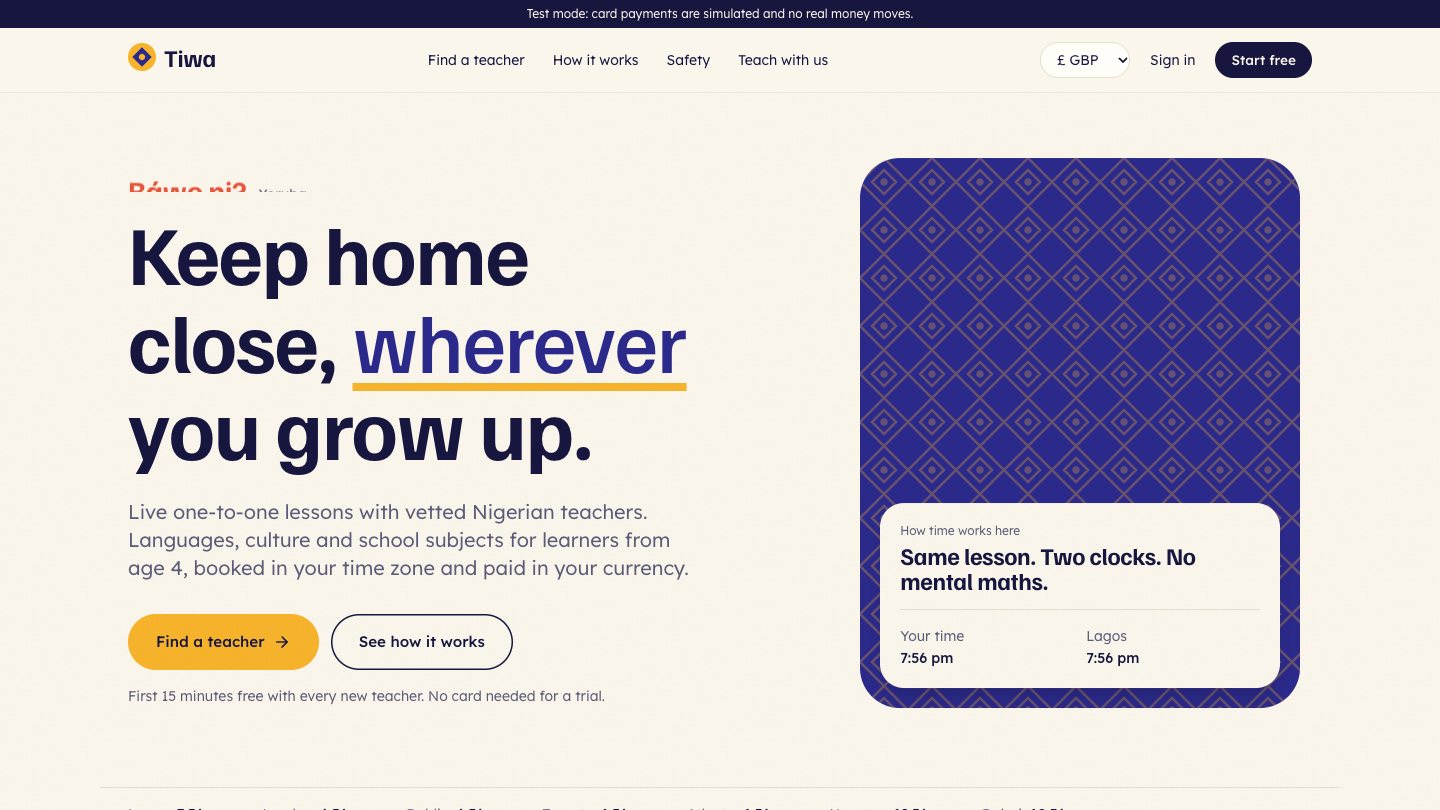 Test mode: card payments are simulated and no real money moves.
Tiwa
Find a teacher
How it works
Safety
Teach with us
£ GBP
Sign in
Start free
Keep home
close, wherever
you grow up.
Live one-to-one lessons with vetted Nigerian teachers.
Languages, culture and school subjects for learners from
age 4, booked in your time zone and paid in your currency.
Find a teacher →
See how it works
First 15 minutes free with every new teacher. No card needed for a trial.
How time works here
Same lesson. Two clocks. No
mental maths.
Your time
7:56 pm
Lagos
7:56 pm